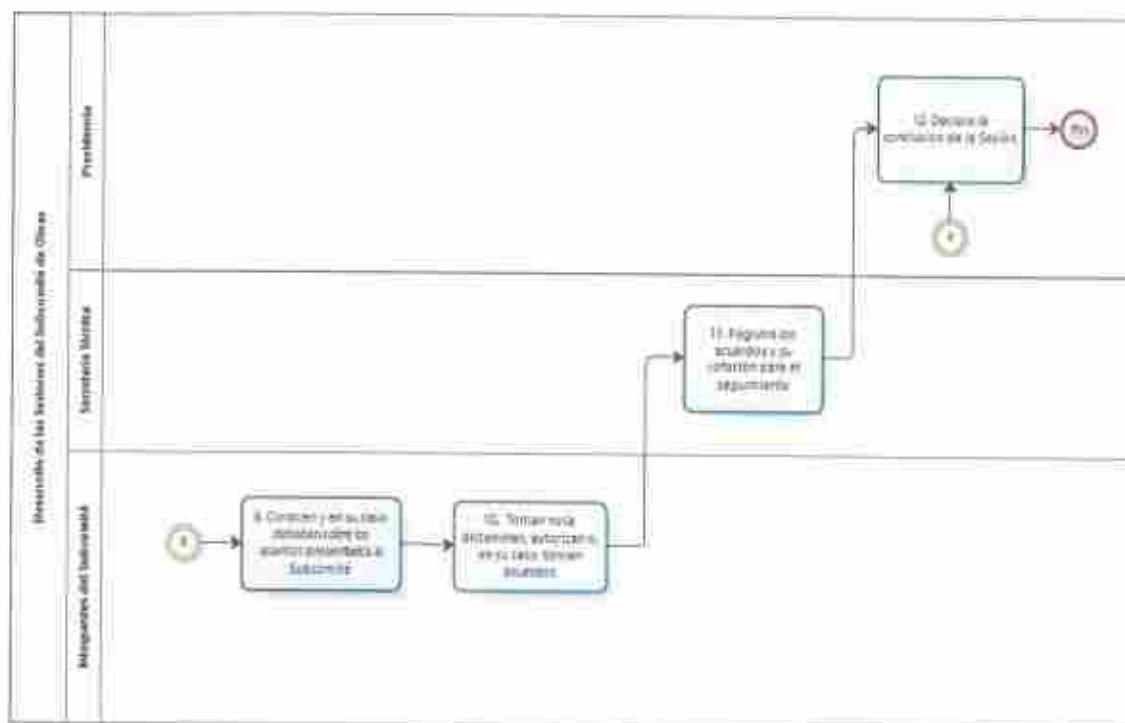 Desarrollo de las Sesiones del Subcomité de Obras
Presidencia
12. Declara la
conclusión de la Sesión.
Fin
Secretaría Técnica
11. Registra los
acuerdos y su
votación para el
seguimiento
Integrantes del Subcomité
9. Conocen y en su caso
debaten sobre los
asuntos presentados al
Subcomité
10. Toman nota,
dictaminan, autorizan o,
en su caso, toman
acuerdos